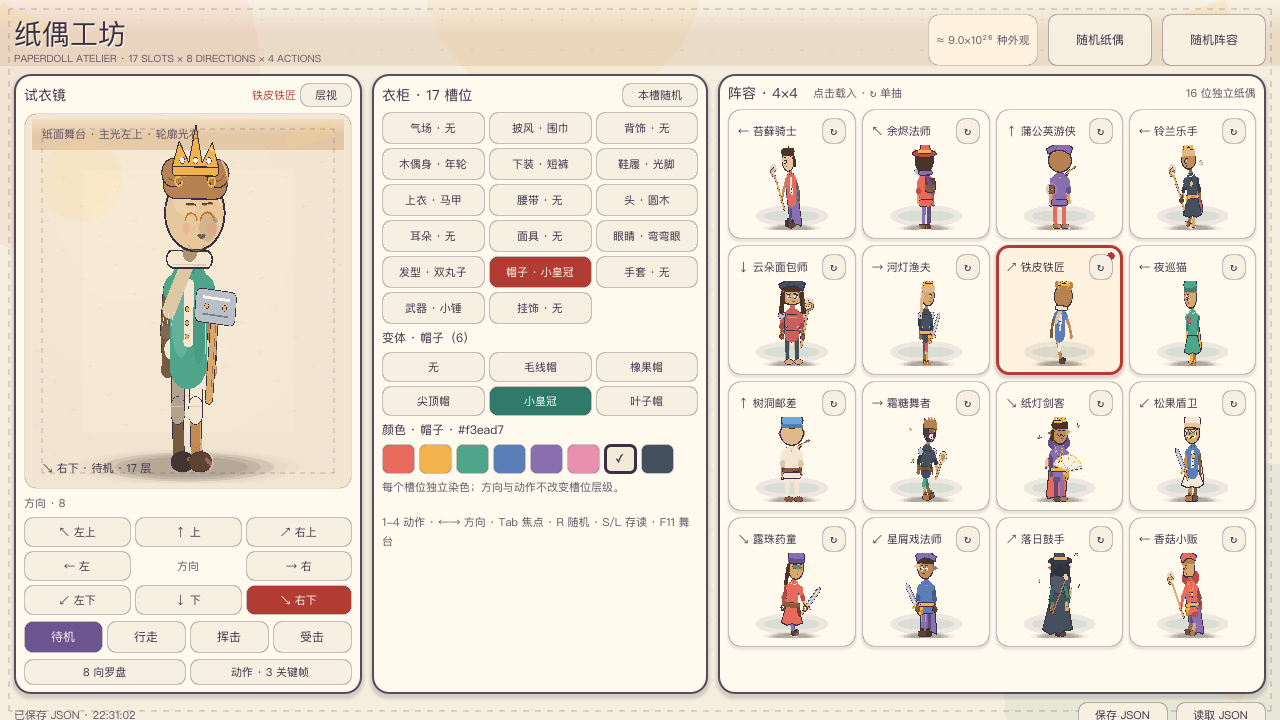 纸偶工坊
PAPERDOLL ATELIER · 17 SLOTS × 8 DIRECTIONS × 4 ACTIONS
≈ 9.0×10²⁶ 种外观
随机纸偶
随机阵容
试衣镜
铁皮铁匠
层视
纸面舞台 · 主光左上 · 轮廓光右
↘ 右下 · 待机 · 17 层
方向 · 8
↖ 左上
↑ 上
↗ 右上
← 左
方向
→ 右
↙ 左下
↓ 下
↘ 右下
待机
行走
挥击
受击
8 向罗盘
动作 · 3 关键帧
衣柜 · 17 槽位
本槽随机
气场 · 无
披风 · 围巾
背饰 · 无
木偶身 · 年轮
下装 · 短裤
鞋履 · 光脚
上衣 · 马甲
腰带 · 无
头 · 圆木
耳朵 · 无
面具 · 无
眼睛 · 弯弯眼
发型 · 双丸子
帽子 · 小皇冠
手套 · 无
武器 · 小锤
挂饰 · 无
变体 · 帽子（6）
无
毛线帽
橡果帽
尖顶帽
小皇冠
叶子帽
颜色 · 帽子 · #f3ead7
✓
每个槽位独立染色；方向与动作不改变槽位层级。
1–4 动作 · ←→ 方向 · Tab 焦点 · R 随机 · S/L 存读 · F11 舞
台
阵容 · 4×4
点击载入 · ↻ 单抽
16 位独立纸偶
← 苔藓骑士 ↻
↖ 余烬法师 ↻
↑ 蒲公英游侠 ↻
← 铃兰乐手 ↻
↓ 云朵面包师 ↻
→ 河灯渔夫 ↻
↗ 铁皮铁匠 ↻
← 夜巡猫 ↻
↑ 树洞邮差 ↻
→ 霜糖舞者 ↻
↘ 纸灯剑客 ↻
↙ 松果盾卫 ↻
↘ 露珠药童 ↻
↙ 星屑戏法师 ↻
↗ 落日鼓手 ↻
← 香菇小贩 ↻
已保存 JSON · 22:31:02
保存 JSON
读取 JSON